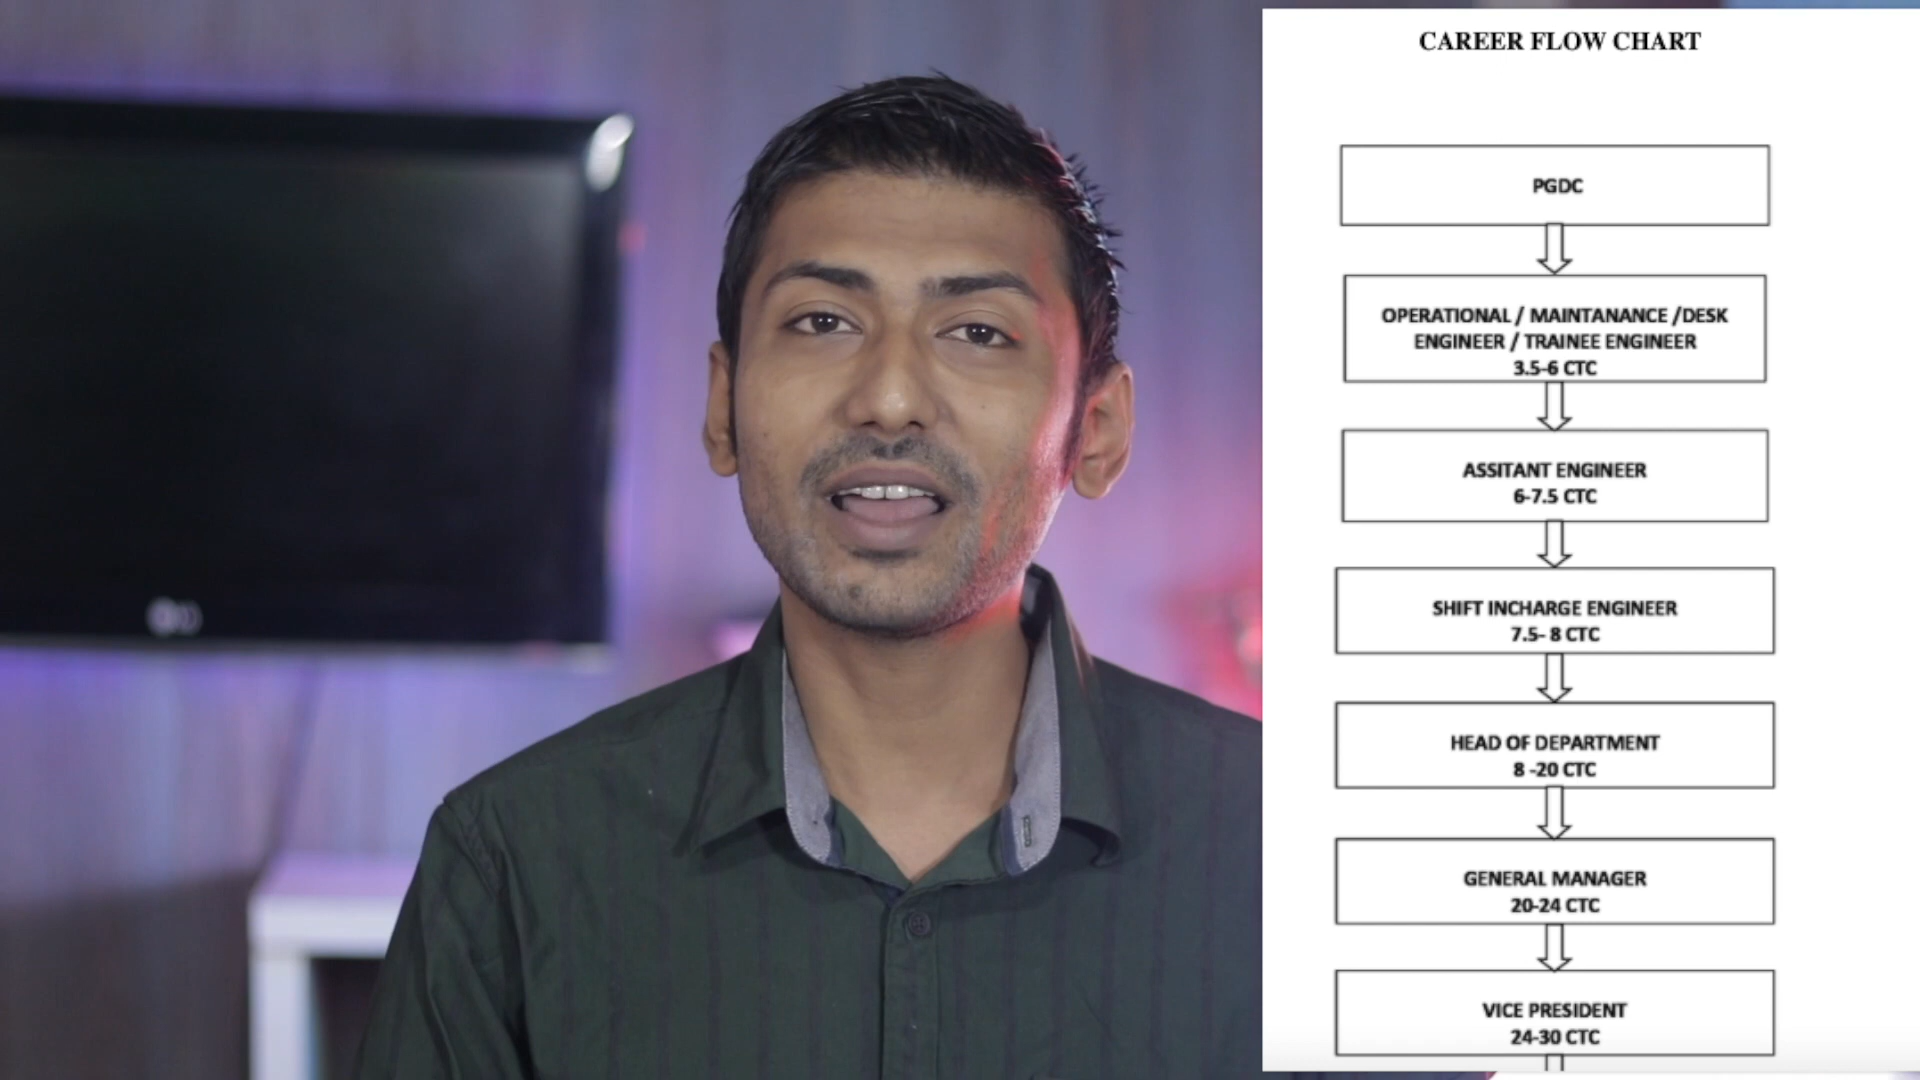 CAREER FLOW CHART
PGDC
OPERATIONAL / MAINTANANCE /DESK
ENGINEER / TRAINEE ENGINEER
3.5-6 CTC
ASSITANT ENGINEER
6-7.5 CTC
SHIFT INCHARGE ENGINEER
7.5- 8 CTC
HEAD OF DEPARTMENT
8 -20 CTC
GENERAL MANAGER
20-24 CTC
VICE PRESIDENT
24-30 CTC